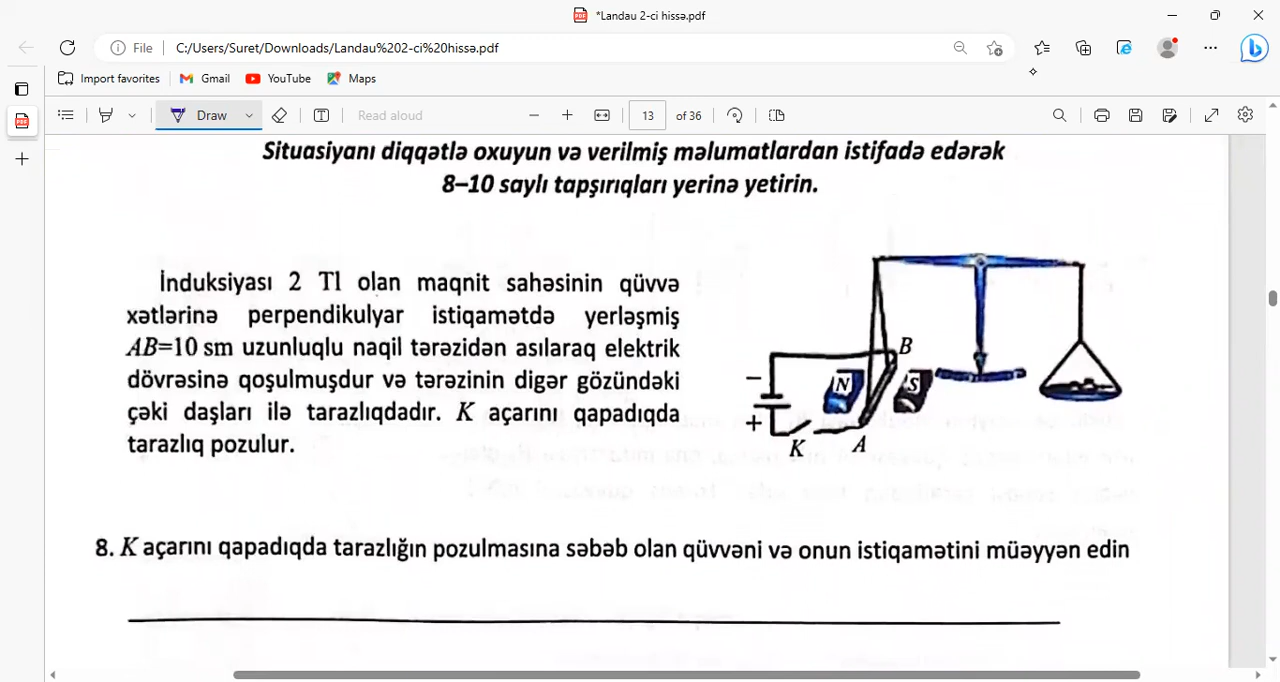 *Landau 2-ci hissə.pdf
File C:/Users/Suret/Downloads/Landau%202-ci%20hissə.pdf
Import favorites Gmail YouTube Maps
Draw Read aloud 13 of 36
Situasiyanı diqqətlə oxuyun və verilmiş məlumatlardan istifadə edərək
8–10 saylı tapşırıqları yerinə yetirin.
İnduksiyası 2 Tl olan maqnit sahəsinin qüvvə
xətlərinə perpendikulyar istiqamətdə yerləşmiş
AB=10 sm uzunluqlu naqil tərəzidən asılaraq elektrik
dövrəsinə qoşulmuşdur və tərəzinin digər gözündəki
çəki daşları ilə tarazlıqdadır. K açarını qapadıqda
tarazlıq pozulur.
B
− N S
+
K A
8. K açarını qapadıqda tarazlığın pozulmasına səbəb olan qüvvəni və onun istiqamətini müəyyən edin